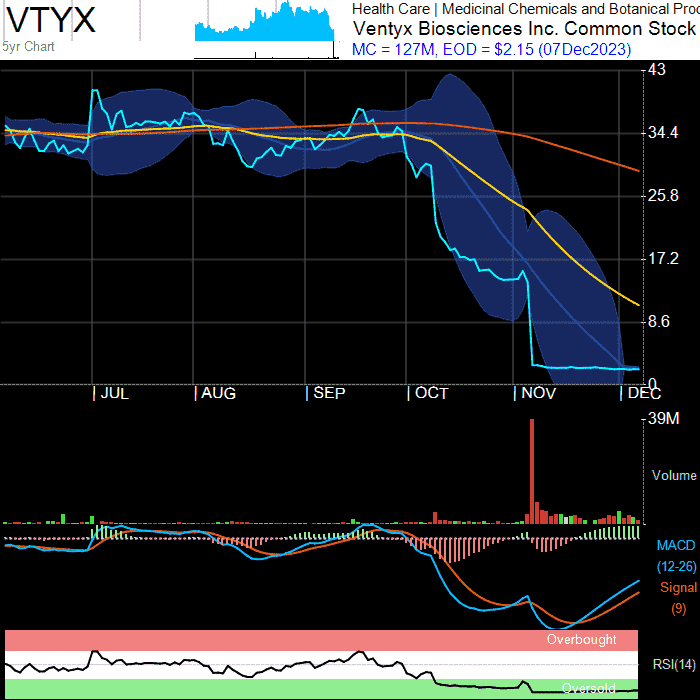 VTYX
5yr Chart
Health Care | Medicinal Chemicals and Botanical Proc
Ventyx Biosciences Inc. Common Stock
MC = 127M, EOD = $2.15 (07Dec2023)
43
34.4
25.8
17.2
8.6
0
JUL AUG SEP OCT NOV DEC
39M
Volume
MACD
(12-26)
Signal
(9)
Overbought
RSI(14)
Oversold